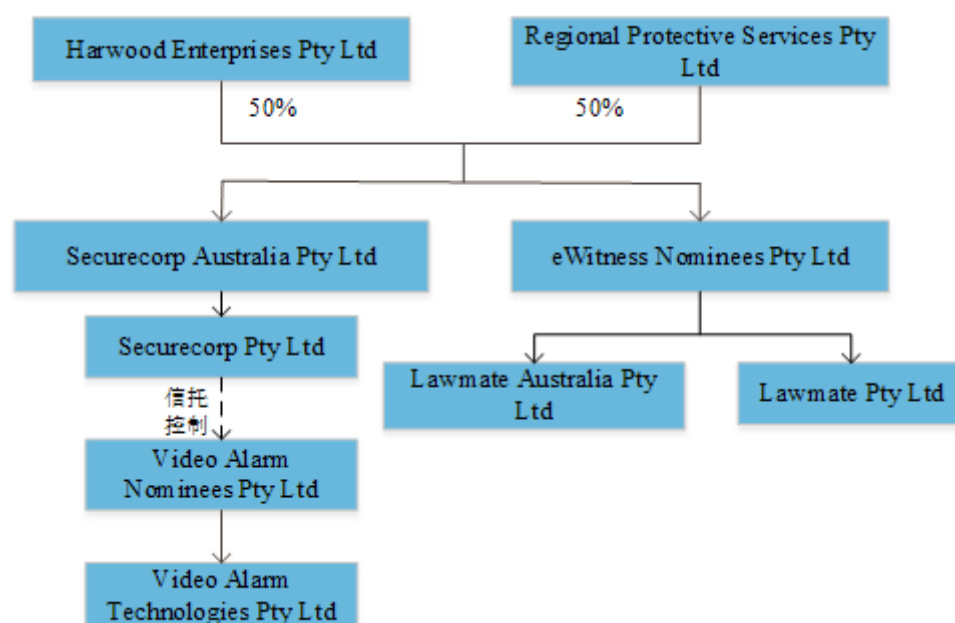 Harwood Enterprises Pty Ltd
Regional Protective Services Pty
Ltd
50%
50%
Securecorp Australia Pty Ltd
eWitness Nominees Pty Ltd
Securecorp Pty Ltd
Lawmate Australia Pty
Ltd
Lawmate Pty Ltd
信托
控制
Video Alarm
Nominees Pty Ltd
Video Alarm
Technologies Pty Ltd